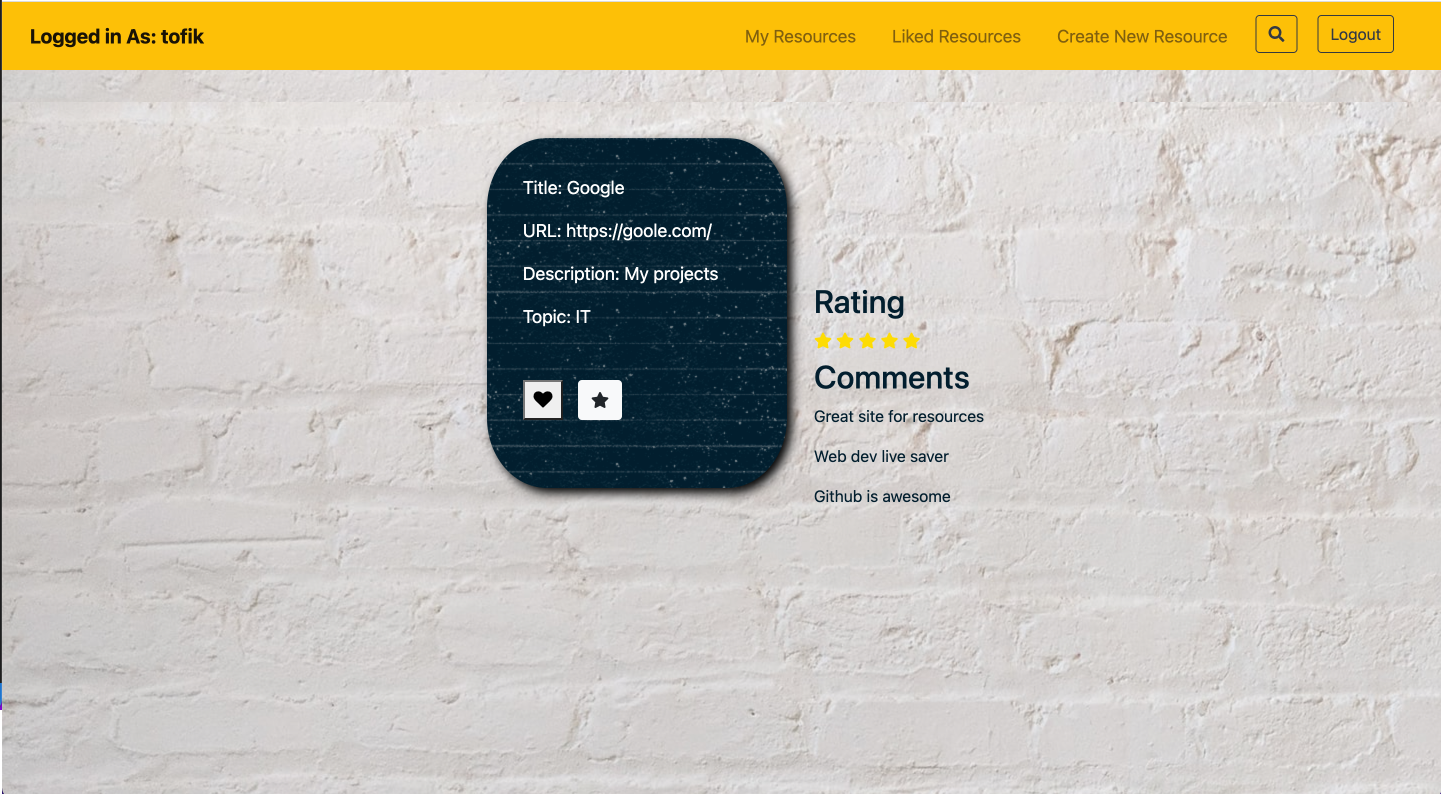 Logged in As: tofik
My Resources
Liked Resources
Create New Resource
Logout
Title: Google
URL: https://goole.com/
Description: My projects
Topic: IT
Rating
Comments
Great site for resources
Web dev live saver
Github is awesome